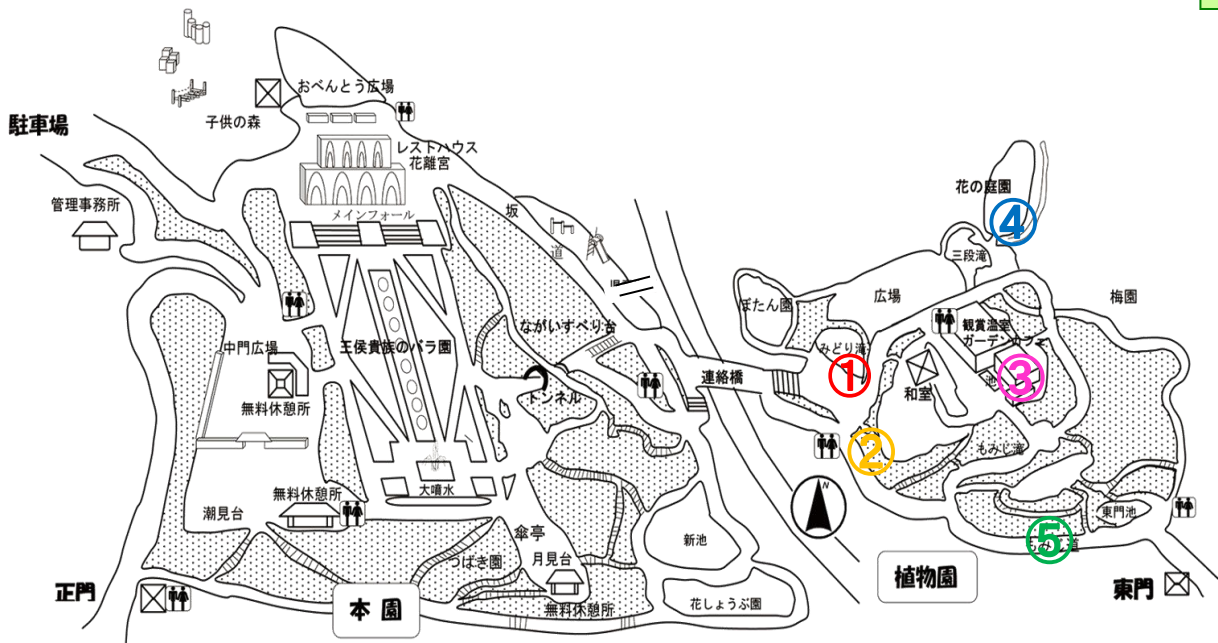 おべんとう広場
子供の森
駐車場
レストハウス
花離宮
管理事務所
メインフォール
坂
道
花の庭園
④
三段滝
ぼたん園
広場
梅園
観賞温室
ガーデンカフェ
中門広場
王侯貴族のバラ園
ながいすべり台
みどり滝
①
連絡橋
和室
池
③
無料休憩所
トンネル
②
もみじ滝
N
大噴水
無料休憩所
潮見台
傘亭
新池
東門池
⑤
もみじ道
つばき園
月見台
植物園
東門
正門
本園
無料休憩所
花しょうぶ園